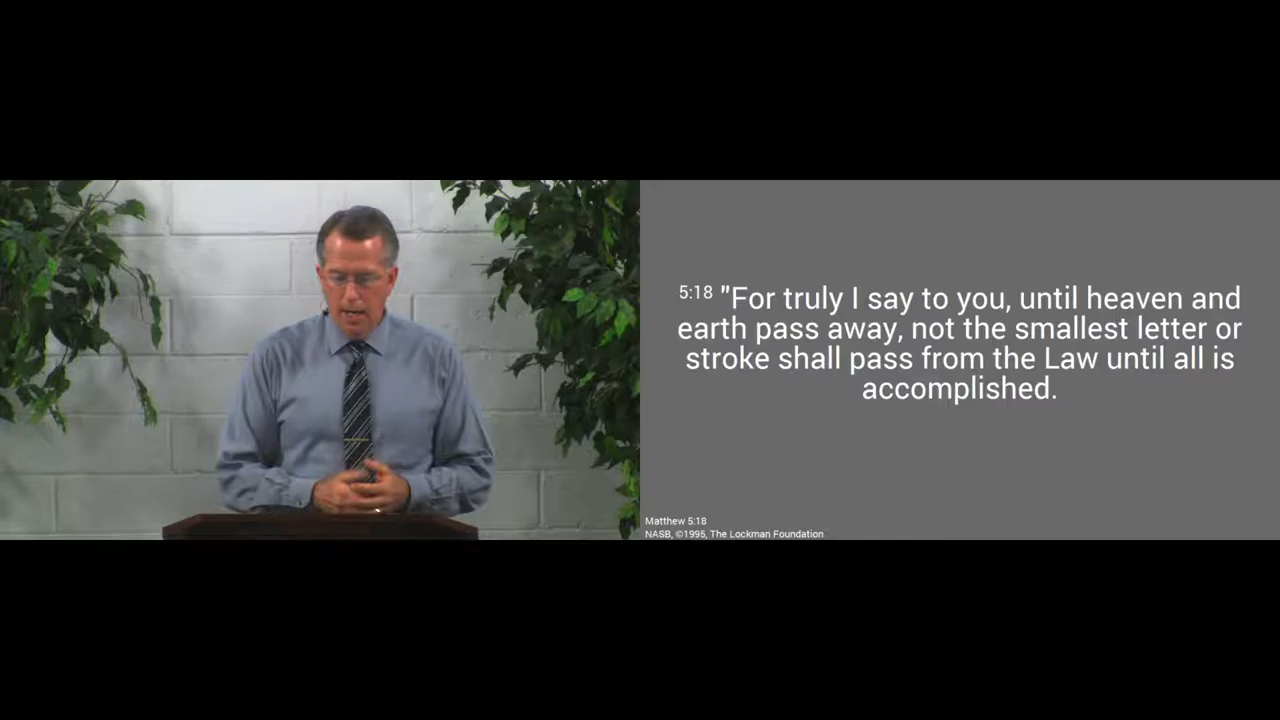 5:18 "For truly I say to you, until heaven and
earth pass away, not the smallest letter or
stroke shall pass from the Law until all is
accomplished.
Matthew 5:18
NASB, ©1995, The Lockman Foundation